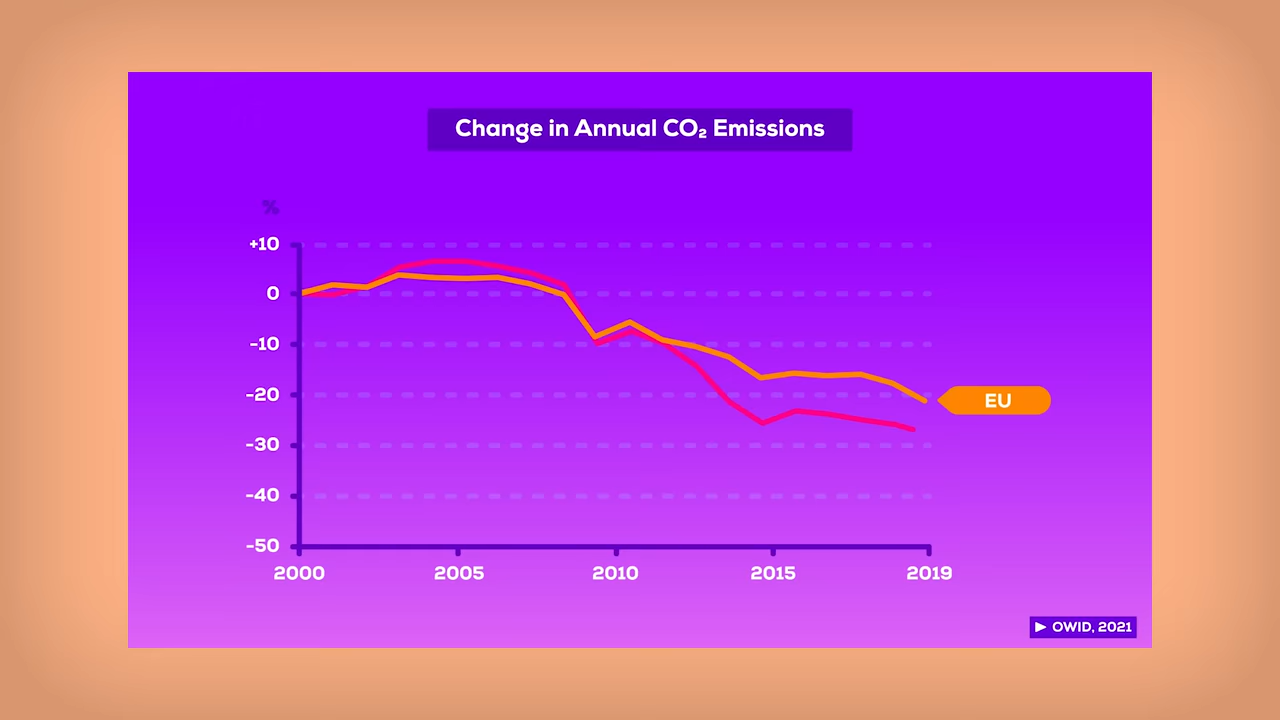 Change in Annual CO₂ Emissions
%
+10
0
-10
-20
EU
-30
-40
-50
2000 2005 2010 2015 2019
► OWID, 2021